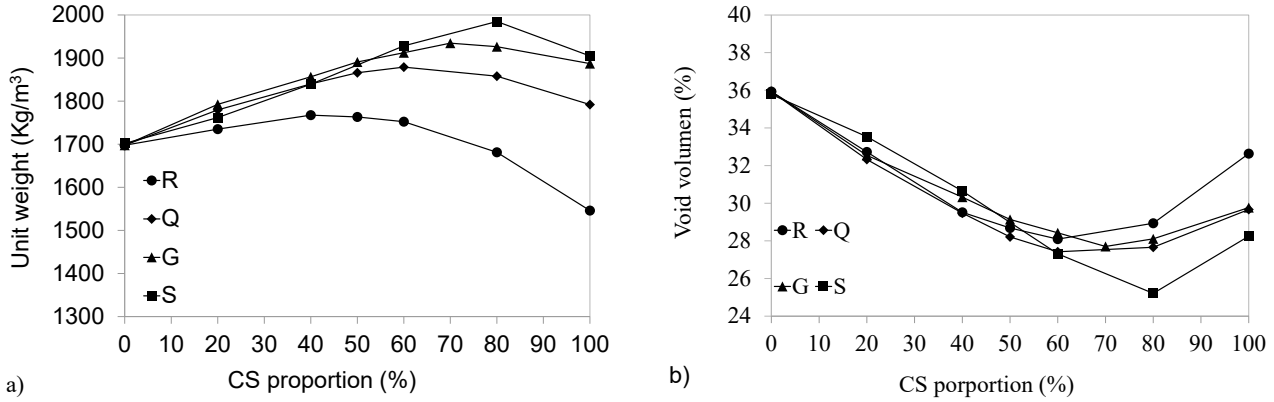 2000
1900
1800
1700
1600
1500
1400
1300
Unit weight (Kg/m³)
R
Q
G
S
0 10 20 30 40 50 60 70 80 90 100
CS proportion (%)
a)
40
38
36
34
32
30
28
26
24
Void volumen (%)
R Q
G S
0 10 20 30 40 50 60 70 80 90 100
CS porportion (%)
b)